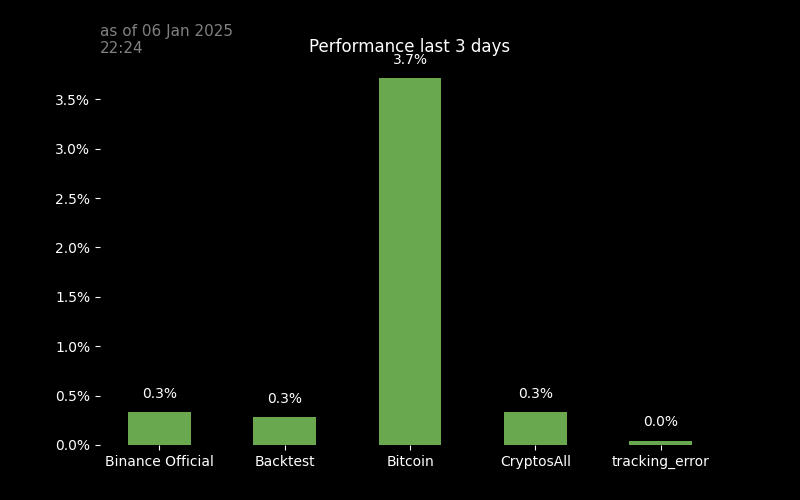 as of 06 Jan 2025
22:24
Performance last 3 days
3.7%
3.5%
3.0%
2.5%
2.0%
1.5%
1.0%
0.5%
0.0%
0.3%
0.3%
0.3%
0.0%
Binance Official
Backtest
Bitcoin
CryptosAll
tracking_error